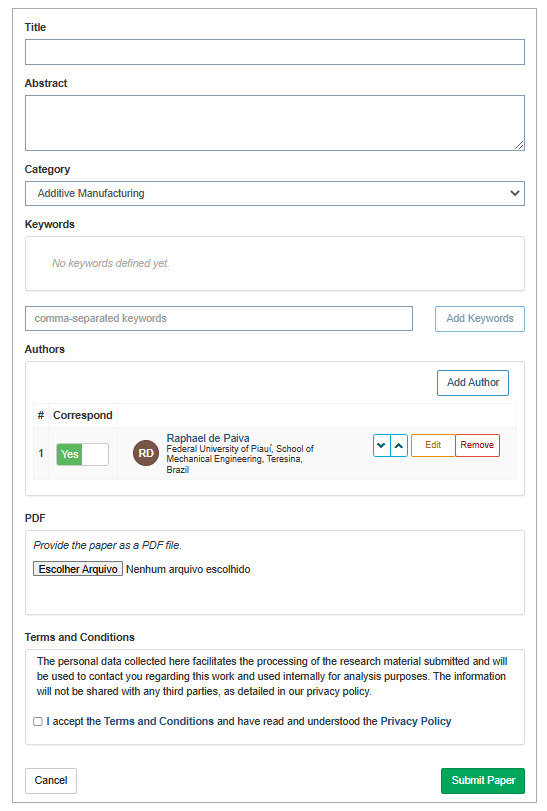 Title
Abstract
Category
Additive Manufacturing
Keywords
No keywords defined yet.
comma-separated keywords
Add Keywords
Authors
Add Author
# Correspond
1 Yes RD Raphael de Paiva
Federal University of Piauí, School of
Mechanical Engineering, Teresina,
Brazil
Edit Remove
PDF
Provide the paper as a PDF file.
Escolher Arquivo Nenhum arquivo escolhido
Terms and Conditions
The personal data collected here facilitates the processing of the research material submitted and will
be used to contact you regarding this work and used internally for analysis purposes. The information
will not be shared with any third parties, as detailed in our privacy policy.
I accept the Terms and Conditions and have read and understood the Privacy Policy
Cancel
Submit Paper